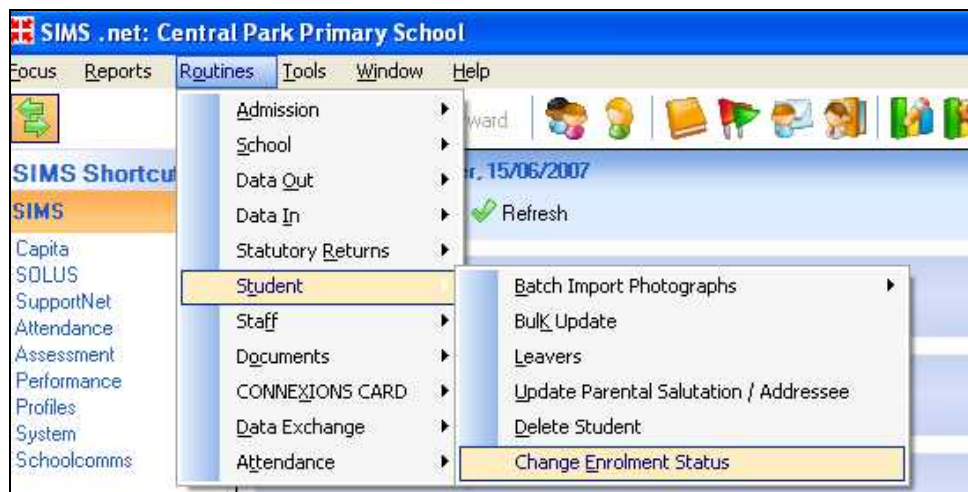 SIMS .net: Central Park Primary School
Focus Reports Routines Tools Window Help
ward
SIMS Shortcu
r, 15/06/2007
SIMS
Refresh
Capita
SOLUS
SupportNet
Attendance
Assessment
Performance
Profiles
System
Schoolcomms
Admission
School
Data Out
Data In
Statutory Returns
Student
Staff
Documents
CONNEXIONS CARD
Data Exchange
Attendance
Batch Import Photographs
BulK Update
Leavers
Update Parental Salutation / Addressee
Delete Student
Change Enrolment Status